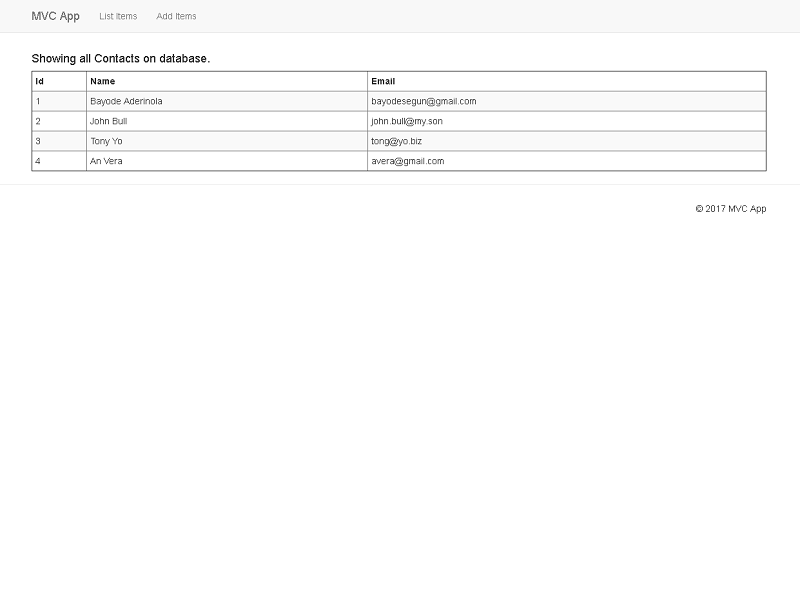 MVC App List Items Add Items
Showing all Contacts on database.
Id Name Email
1 Bayode Aderinola bayodesegun@gmail.com
2 John Bull john.bull@my.son
3 Tony Yo tong@yo.biz
4 An Vera avera@gmail.com
© 2017 MVC App